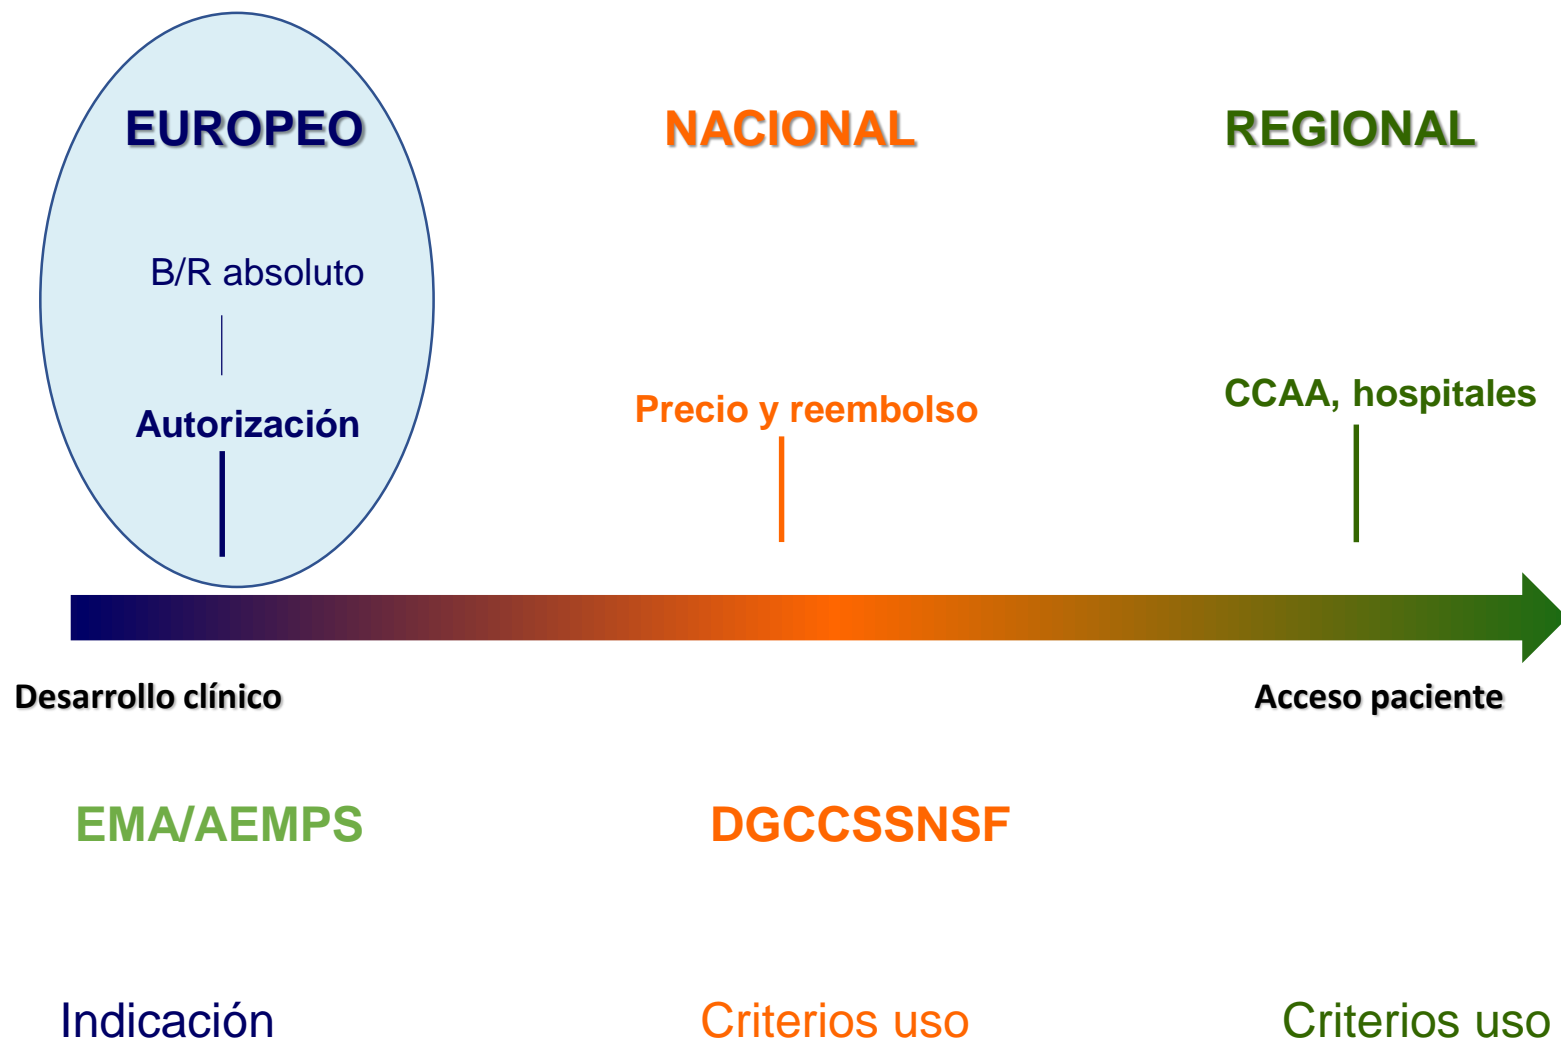 EUROPEO
NACIONAL
REGIONAL
B/R absoluto
Autorización
Precio y reembolso
CCAA, hospitales
Desarrollo clínico
Acceso paciente
EMA/AEMPS
DGCCSSNSF
Indicación
Criterios uso
Criterios uso